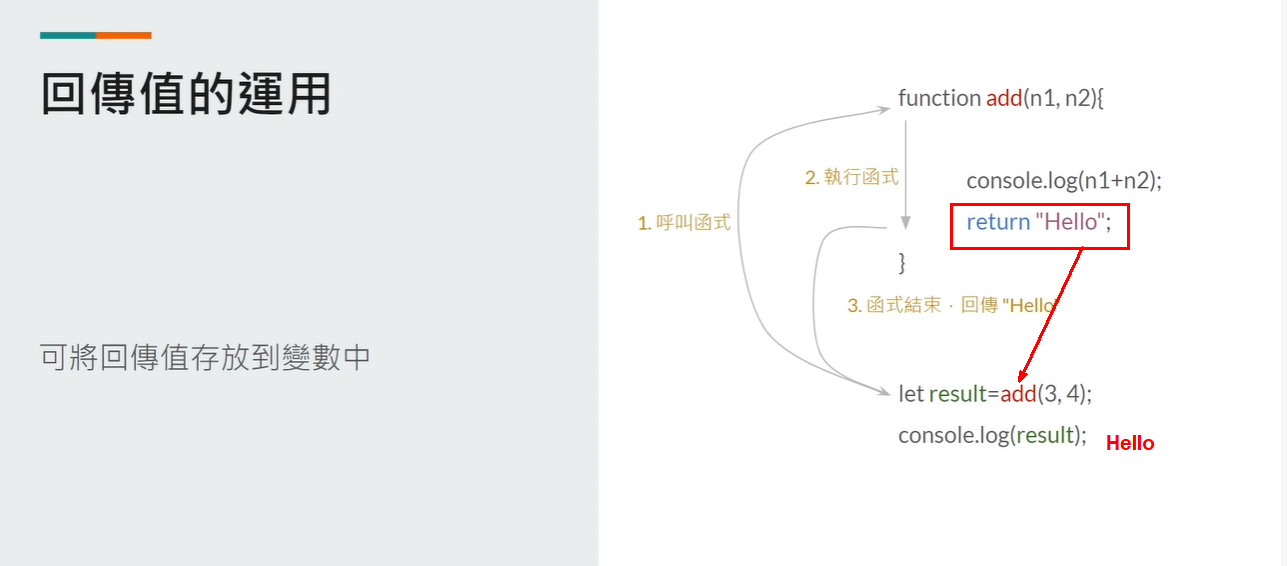 回傳值的運用
可將回傳值存放到變數中
function add(n1, n2){
2. 執行函式
console.log(n1+n2);
1. 呼叫函式
return "Hello";
}
3. 函式結束，回傳 "Hello"
let result=add(3, 4);
console.log(result);
Hello